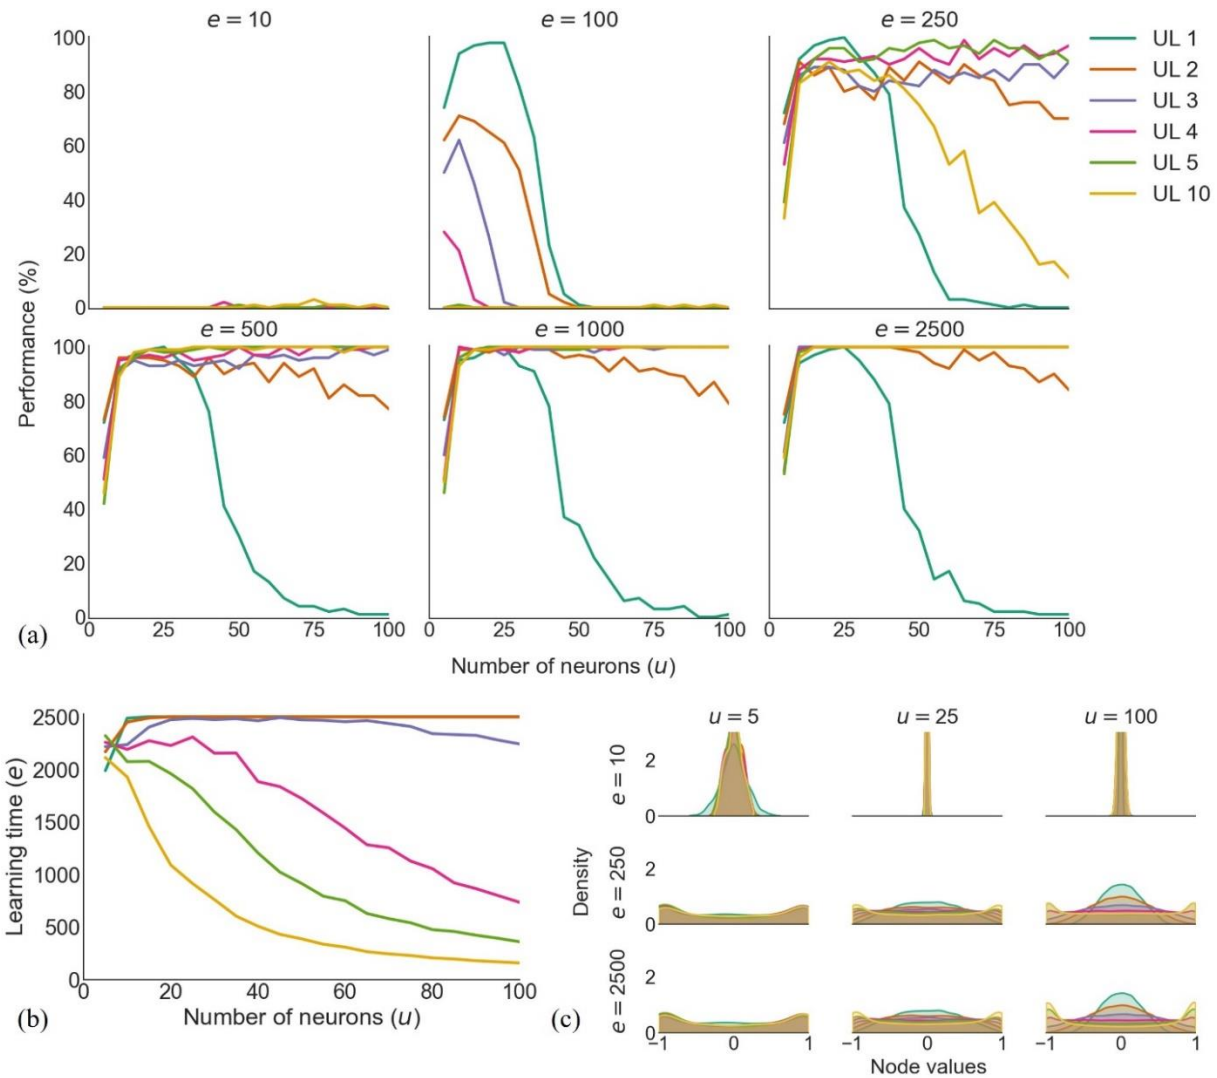 e = 10
e = 100
e = 250
UL 1
UL 2
UL 3
UL 4
UL 5
UL 10
100
80
60
40
20
0
Performance (%)
e = 500
e = 1000
e = 2500
100
80
60
40
20
0
Performance (%)
0 25 50 75 100
0 25 50 75 100
0 25 50 75 100
(a)
Number of neurons (u)
2500
2000
1500
1000
500
0
Learning time (e)
0 20 40 60 80 100
Number of neurons (u)
(b)
u = 5
u = 25
u = 100
e = 10
2
0
e = 250
2
0
e = 2500
2
0
Density
−1 0 1
−1 0 1
−1 0 1
Node values
(c)